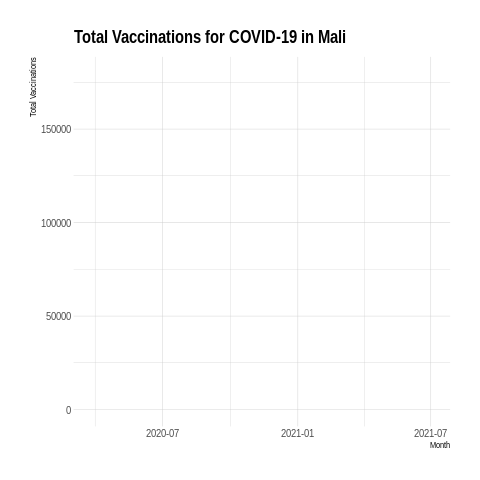 Total Vaccinations for COVID-19 in Mali
Total Vaccinations
150000
100000
50000
0
2020-07 2021-01 2021-07
Month